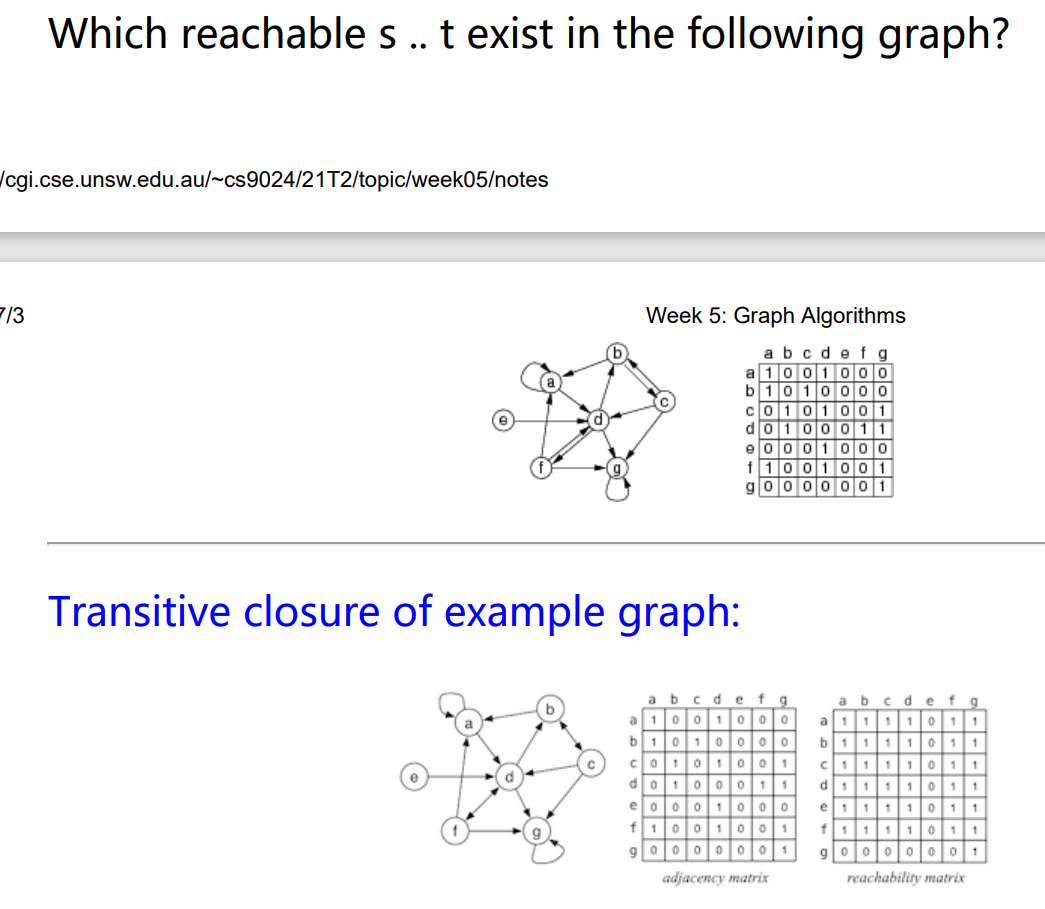 Which reachable s .. t exist in the following graph?
/cgi.cse.unsw.edu.au/~cs9024/21T2/topic/week05/notes
7/3
Week 5: Graph Algorithms
b
a
c
e
d
f
g
a b c d e f g
a 1 0 0 1 0 0 0
b 1 0 1 0 0 0 0
c 0 1 0 1 0 0 1
d 0 1 0 0 0 1 1
e 0 0 0 1 0 0 0
f 1 0 0 1 0 0 1
g 0 0 0 0 0 0 1
Transitive closure of example graph:
b
a
c
e
d
f
g
a b c d e f g
a 1 0 0 1 0 0 0
b 1 0 1 0 0 0 0
c 0 1 0 1 0 0 1
d 0 1 0 0 0 1 1
e 0 0 0 1 0 0 0
f 1 0 0 1 0 0 1
g 0 0 0 0 0 0 1
adjacency matrix
a b c d e f g
a 1 1 1 1 0 1 1
b 1 1 1 1 0 1 1
c 1 1 1 1 0 1 1
d 1 1 1 1 0 1 1
e 1 1 1 1 0 1 1
f 1 1 1 1 0 1 1
g 0 0 0 0 0 0 1
reachability matrix